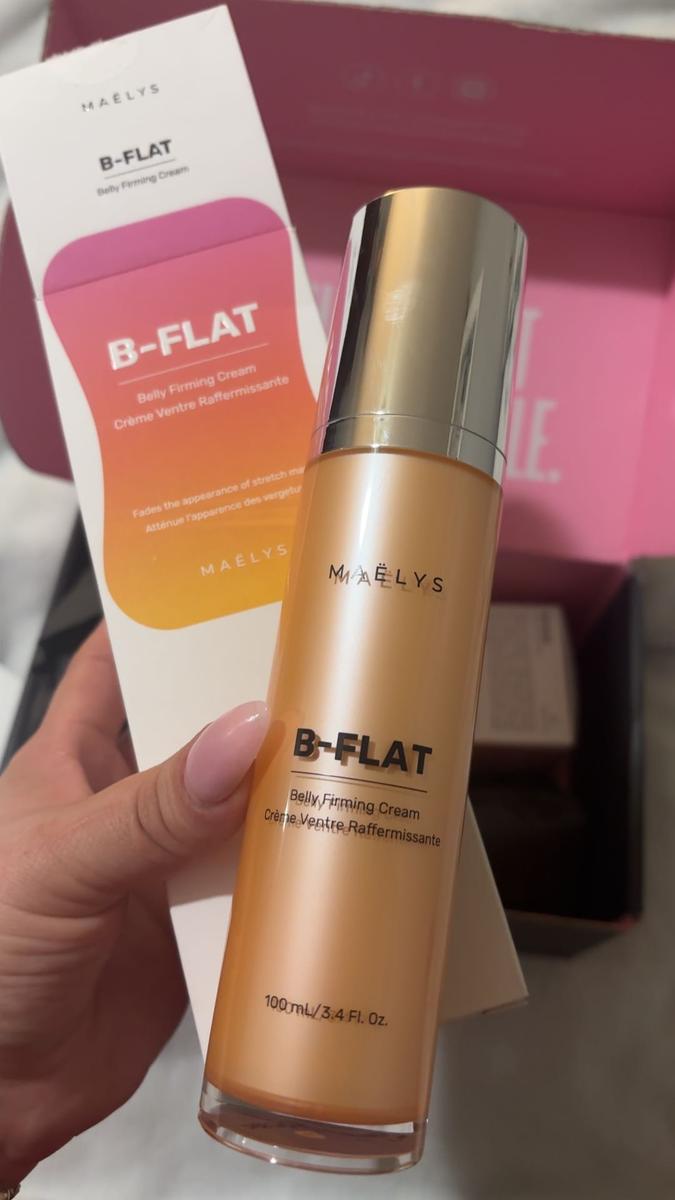 MAËLYS
B-FLAT
Belly Firming Cream
B-FLAT
Belly Firming Cream
Crème Ventre Raffermissante
Fades the appearance of stretch
Atténue l'apparence des
MAËLYS
MAËLYS
B-FLAT
Belly Firming Cream
Crème Ventre Raffermissante
100 mL/3.4 Fl. Oz.